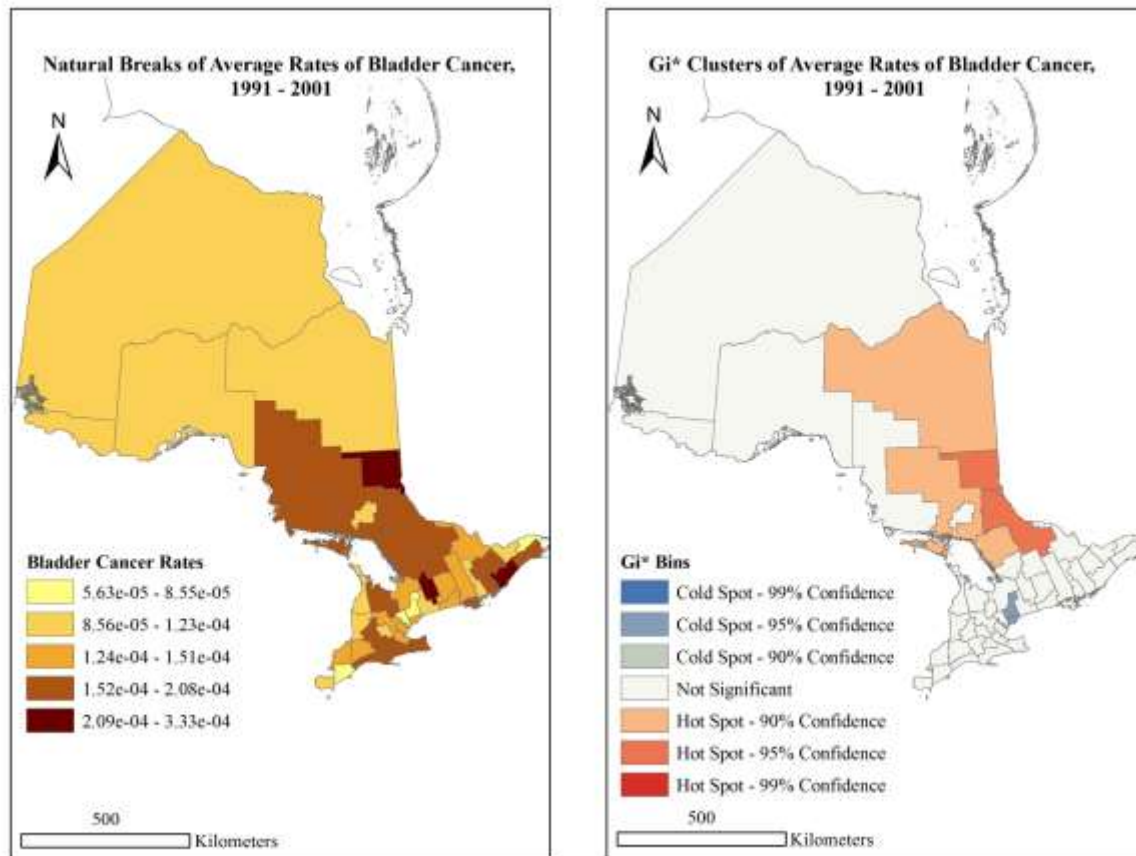 Natural Breaks of Average Rates of Bladder Cancer,
1991 - 2001
N
Bladder Cancer Rates
5.63e-05 - 8.55e-05
8.56e-05 - 1.23e-04
1.24e-04 - 1.51e-04
1.52e-04 - 2.08e-04
2.09e-04 - 3.33e-04
500
Kilometers
Gi* Clusters of Average Rates of Bladder Cancer,
1991 - 2001
N
Gi* Bins
Cold Spot - 99% Confidence
Cold Spot - 95% Confidence
Cold Spot - 90% Confidence
Not Significant
Hot Spot - 90% Confidence
Hot Spot - 95% Confidence
Hot Spot - 99% Confidence
500
Kilometers